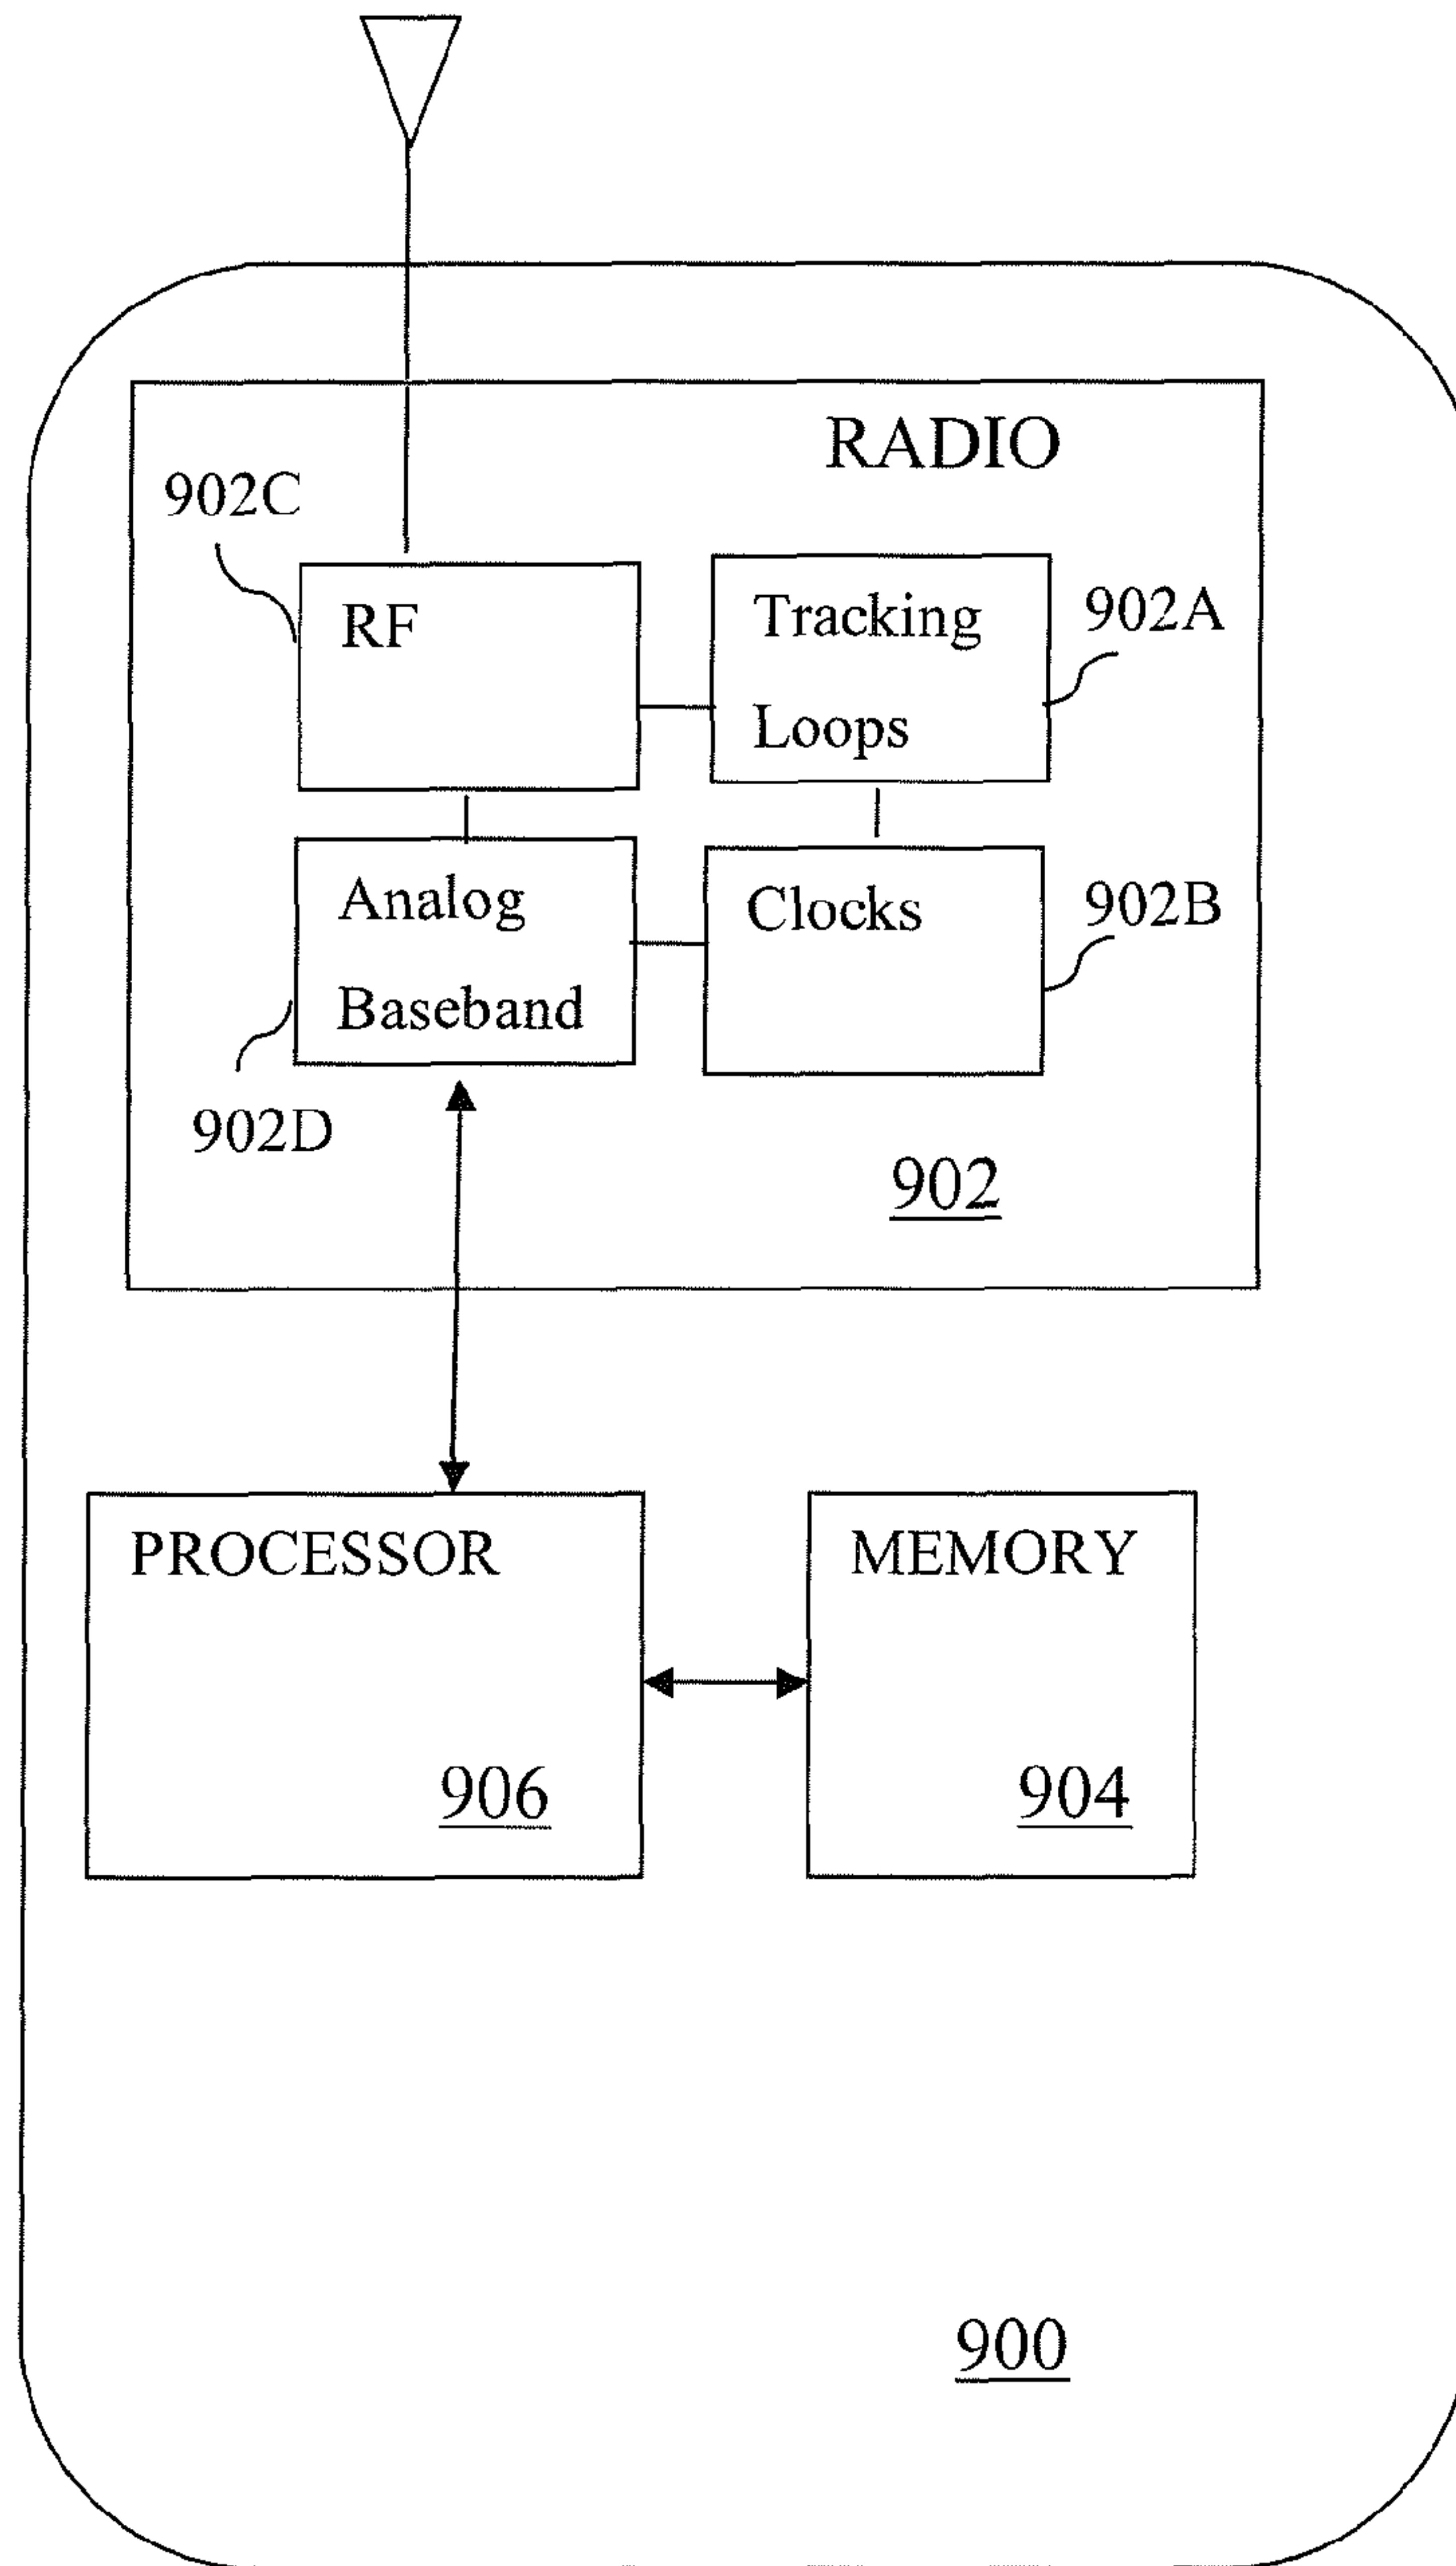 RADIO
902C
RF
Tracking
Loops
902A
Analog
Baseband
Clocks
902B
902D
902
PROCESSOR
906
MEMORY
904
900